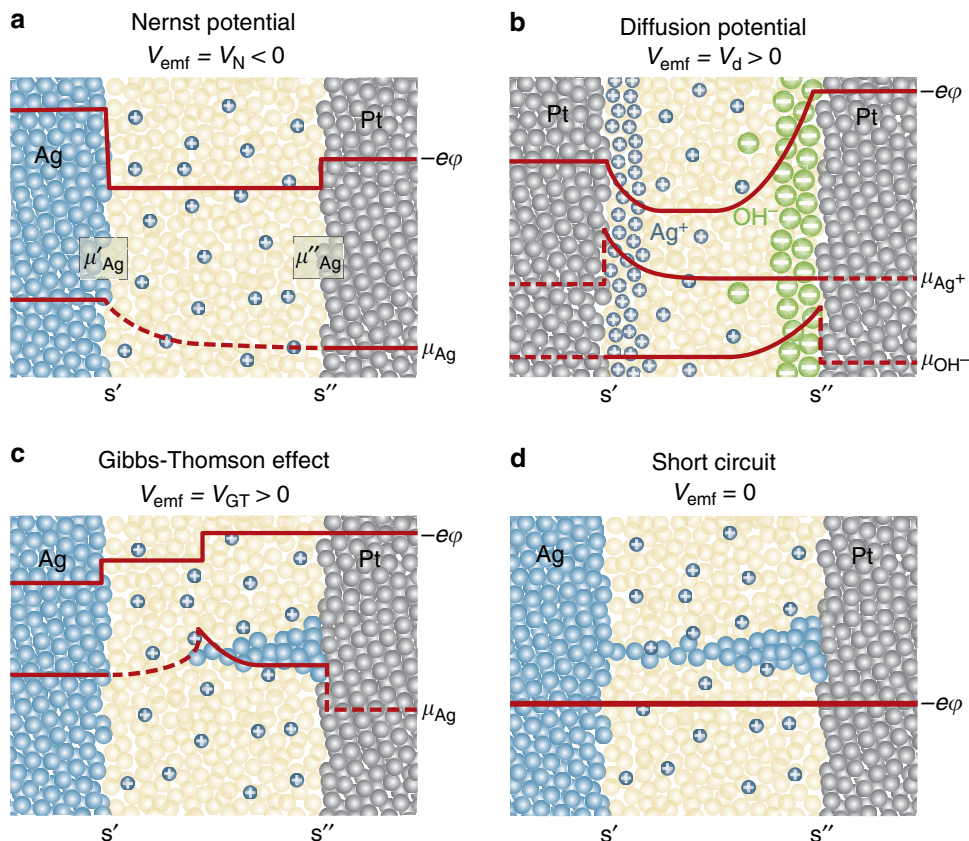 a
Nernst potential
V_emf = V_N < 0
Ag
Pt
−eφ
μ′_Ag
μ″_Ag
μ_Ag
s′
s″
b
Diffusion potential
V_emf = V_d > 0
Pt
Pt
−eφ
OH⁻
Ag⁺
μ_Ag⁺
μ_OH⁻
s′
s″
c
Gibbs-Thomson effect
V_emf = V_GT > 0
Ag
Pt
−eφ
μ_Ag
s′
s″
d
Short circuit
V_emf = 0
Ag
Pt
−eφ
s′
s″